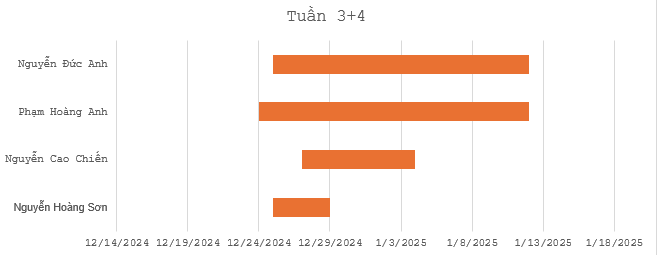 Tuần 3+4
Nguyễn Đức Anh
Phạm Hoàng Anh
Nguyễn Cao Chiến
Nguyễn Hoàng Sơn
12/14/2024 12/19/2024 12/24/2024 12/29/2024 1/3/2025 1/8/2025 1/13/2025 1/18/2025